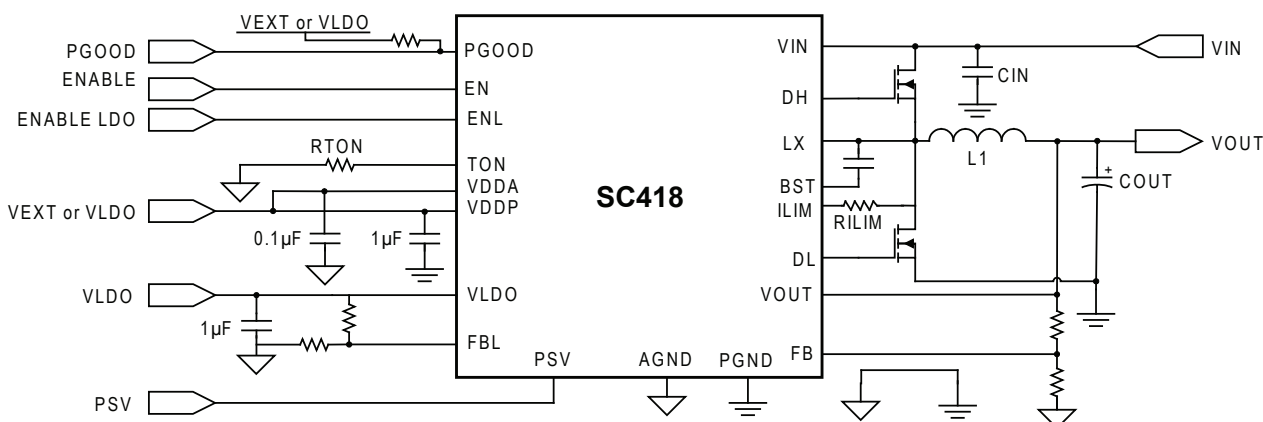 VEXT or VLDO
PGOOD
PGOOD
ENABLE
EN
ENABLE LDO
ENL
RTON
TON
VDDA
VEXT or VLDO
VDDP
0.1µF
1µF
VLDO
VLDO
1µF
FBL
PSV
PSV
AGND
PGND
SC418
VIN
VIN
CIN
DH
LX
L1
VOUT
BST
COUT
+
ILIM
RILIM
DL
VOUT
FB